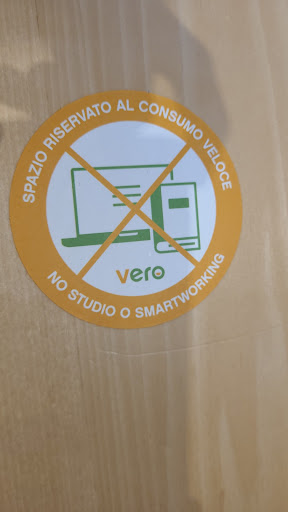 SPAZIO RISERVATO AL CONSUMO VELOCE
vero
NO STUDIO O SMARTWORKING